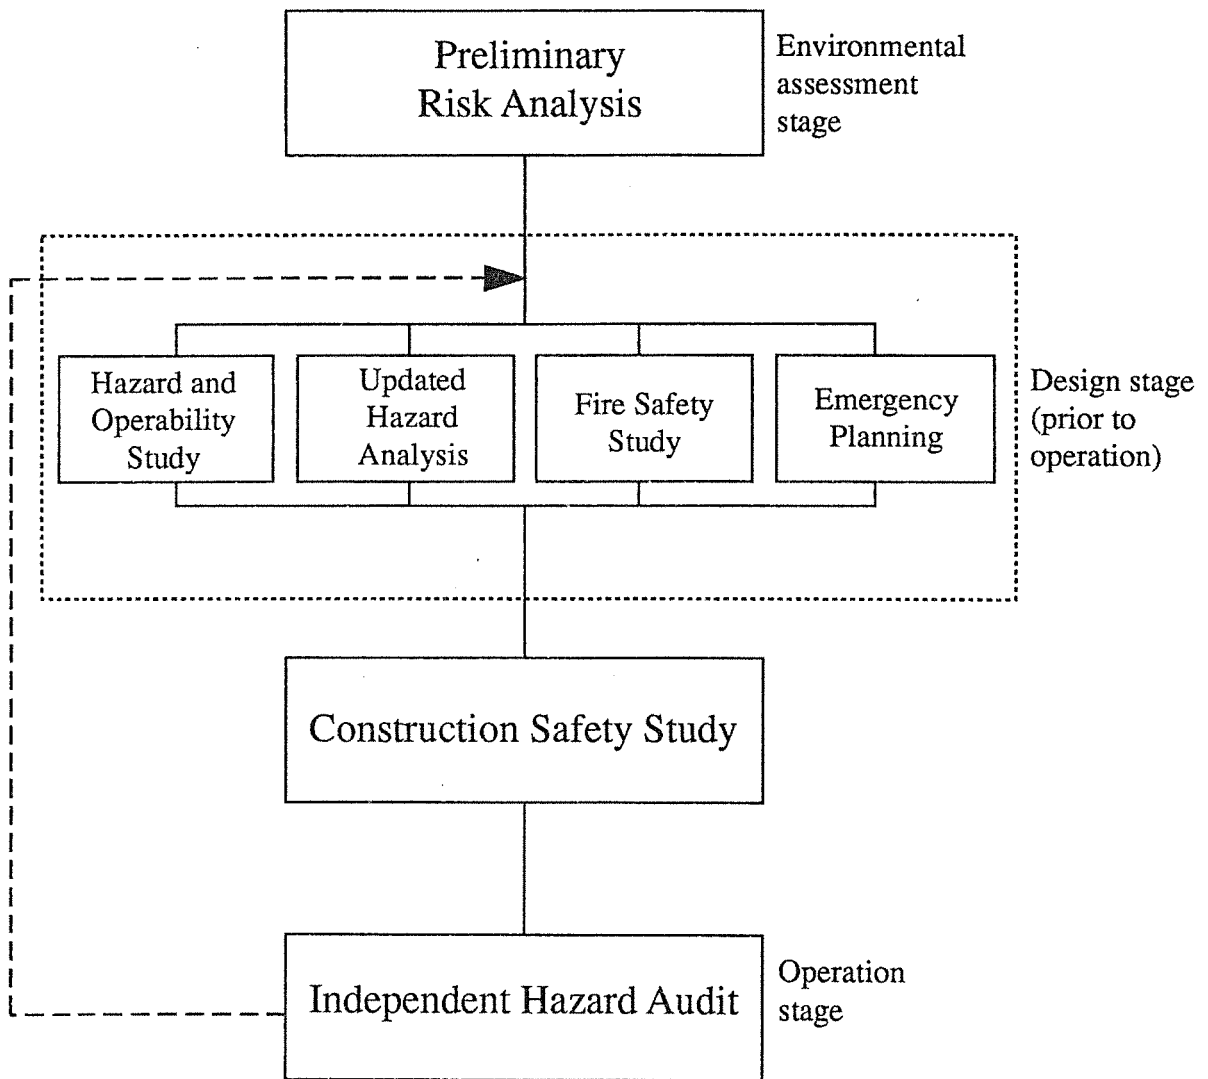 Preliminary
Risk Analysis
Environmental
assessment
stage
Hazard and
Operability
Study
Updated
Hazard
Analysis
Fire Safety
Study
Emergency
Planning
Design stage
(prior to
operation)
Construction Safety Study
Independent Hazard Audit
Operation
stage